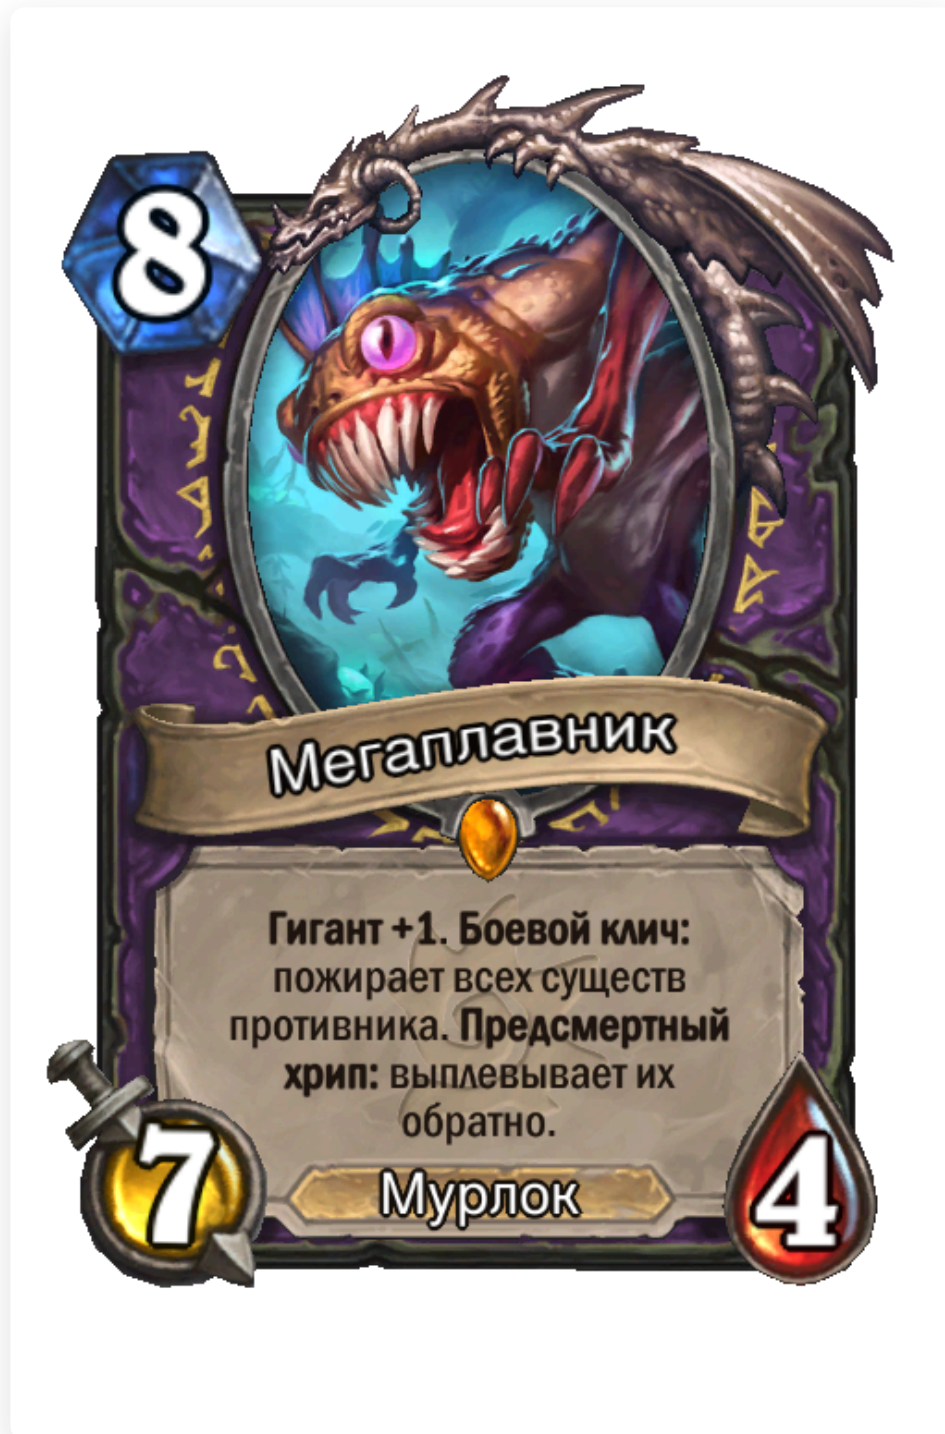 8
Мегаплавник
Гигант +1. Боевой клич:
пожирает всех существ
противника. Предсмертный
хрип: выплевывает их
обратно.
7
Мурлок
4